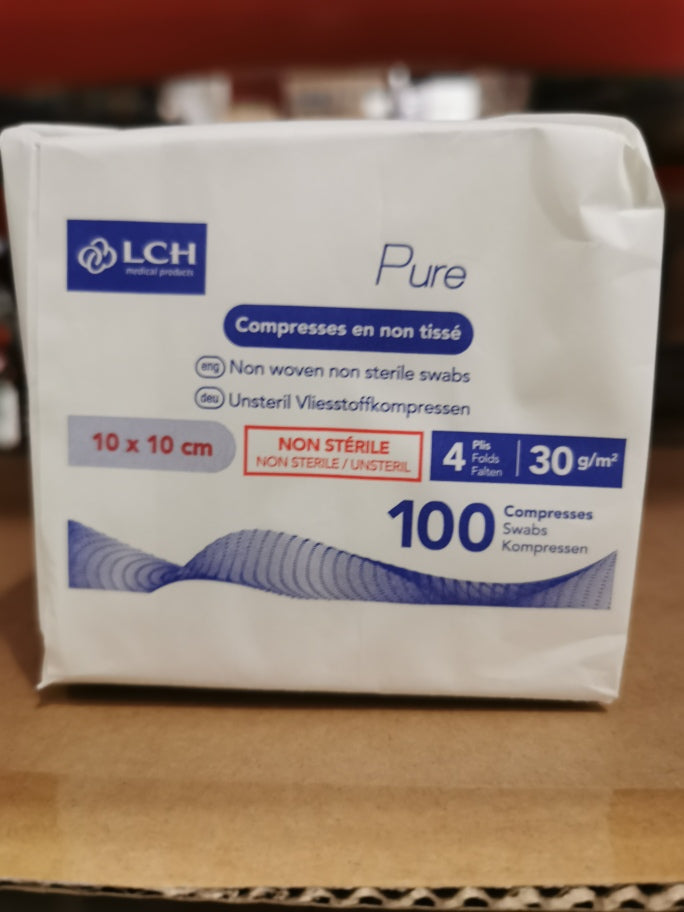 LCH
medical products
Pure
Compresses en non tissé
eng Non woven non sterile swabs
deu Unsteril Vliesstoffkompressen
10 x 10 cm
NON STÉRILE
NON STERILE / UNSTERIL
4 Plis
Folds
Falten
30 g/m²
100 Compresses
Swabs
Kompressen